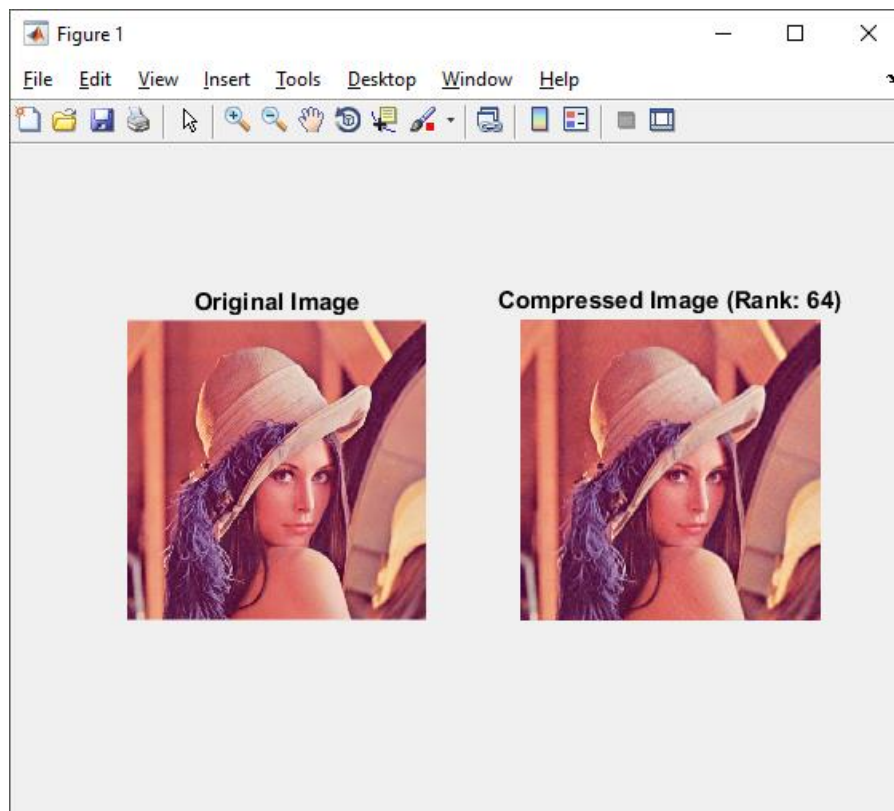 Figure 1
File Edit View Insert Tools Desktop Window Help
Original Image
Compressed Image (Rank: 64)